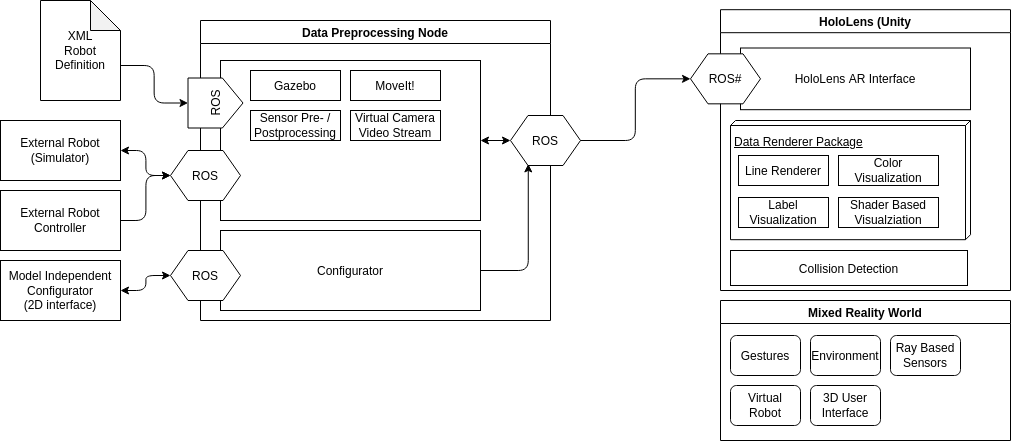 XML
Robot
Definition
External Robot
(Simulator)
External Robot
Controller
Model Independent
Configurator
(2D interface)
Data Preprocessing Node
ROS
Gazebo
MoveIt!
Sensor Pre- /
Postprocessing
Virtual Camera
Video Stream
ROS
ROS
Configurator
ROS
HoloLens (Unity
ROS#
HoloLens AR Interface
Data Renderer Package
Line Renderer
Color
Visualization
Label
Visualization
Shader Based
Visualziation
Collision Detection
Mixed Reality World
Gestures
Environment
Ray Based
Sensors
Virtual
Robot
3D User
Interface